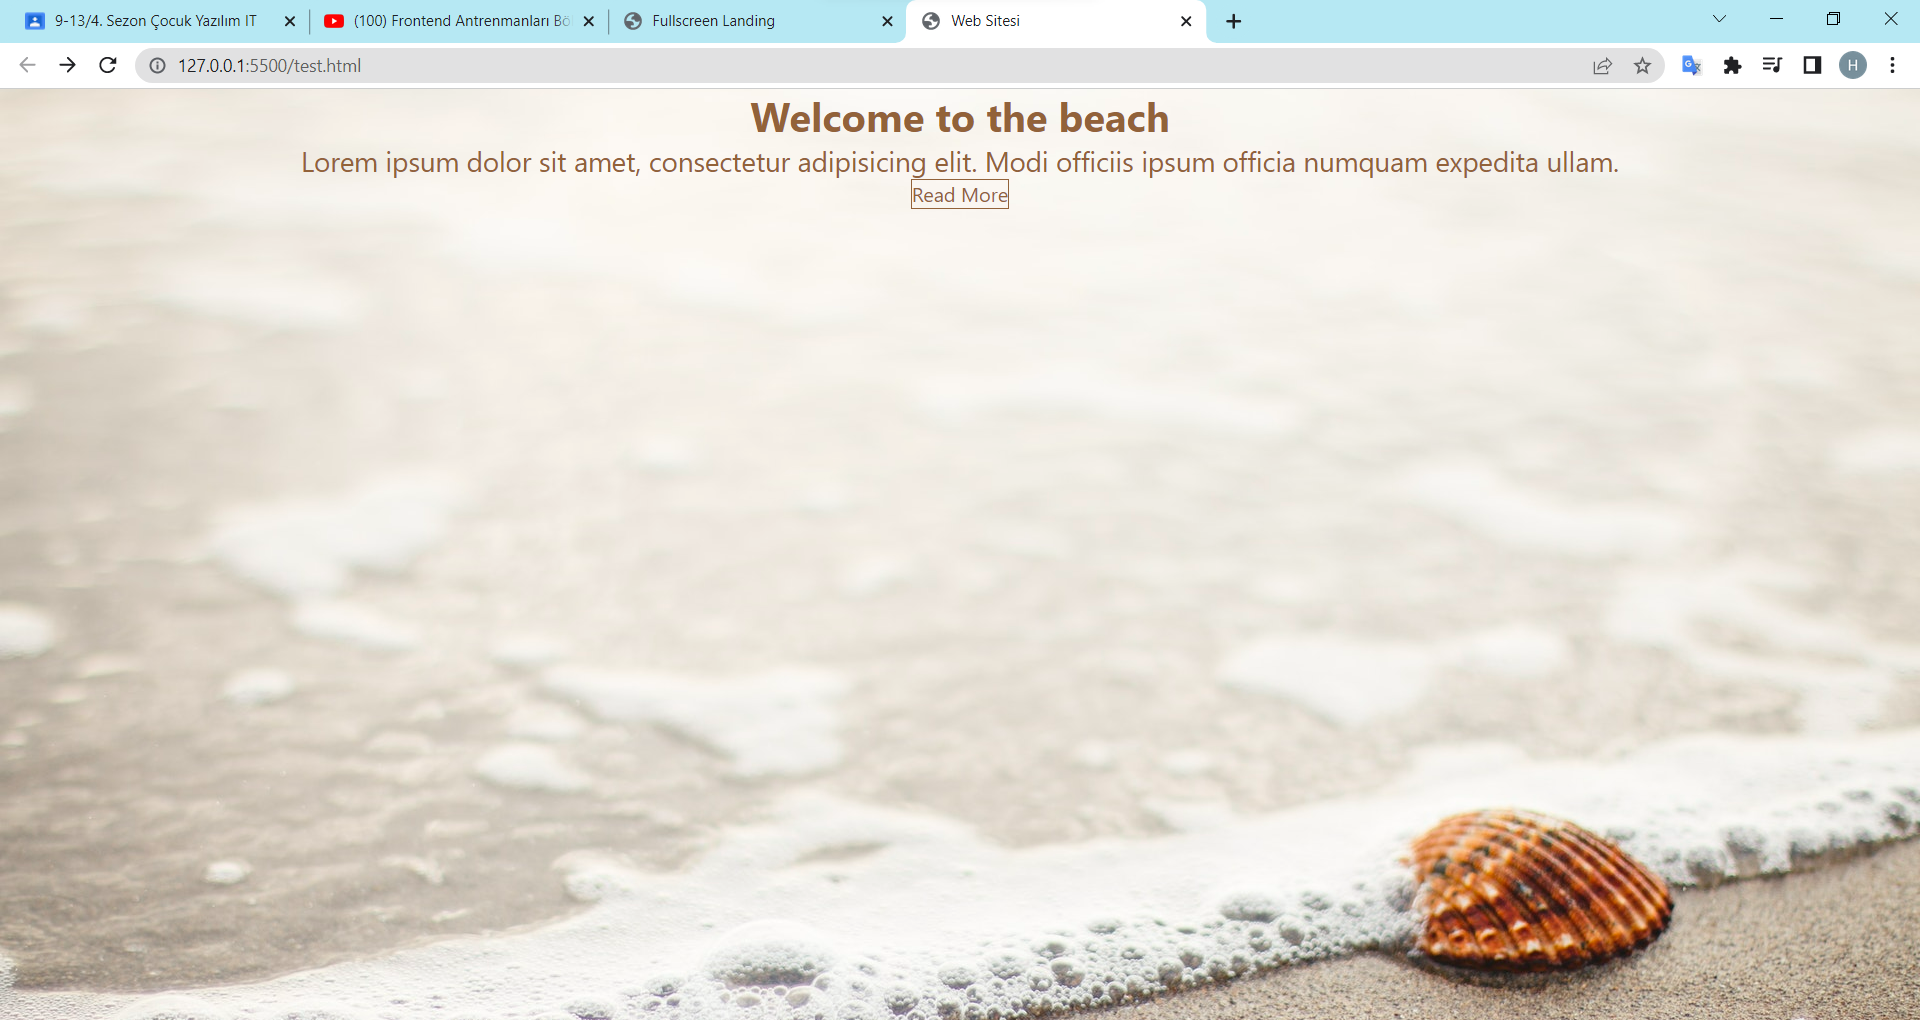 9-13/4. Sezon Çocuk Yazılım IT
(100) Frontend Antrenmanları Bö
Fullscreen Landing
Web Sitesi
127.0.0.1:5500/test.html
H
Welcome to the beach
Lorem ipsum dolor sit amet, consectetur adipisicing elit. Modi officiis ipsum officia numquam expedita ullam.
Read More